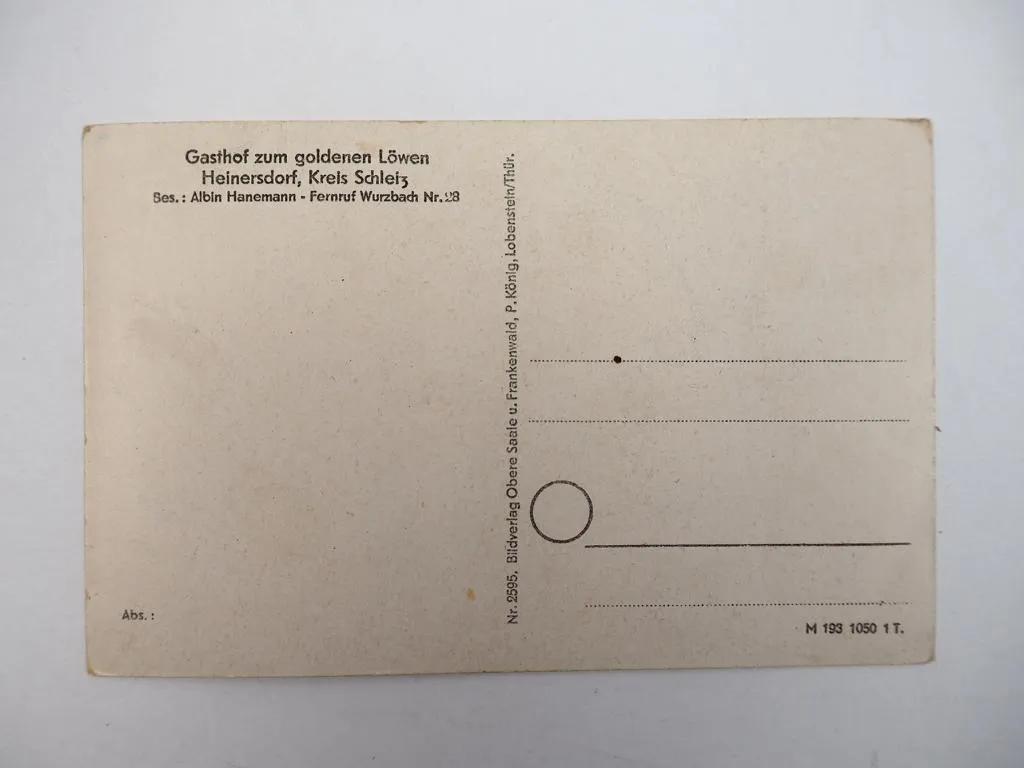 Gasthof zum goldenen Löwen
Heinersdorf, Kreis Schleiz
Bes.: Albin Hanemann - Fernruf Wurzbach Nr. 28
Abs.:
Nr. 2595, Bildverlag Obere Saale u. Frankenwald, P. König, Lobenstein/Thür.
M 193 1050 1 T.